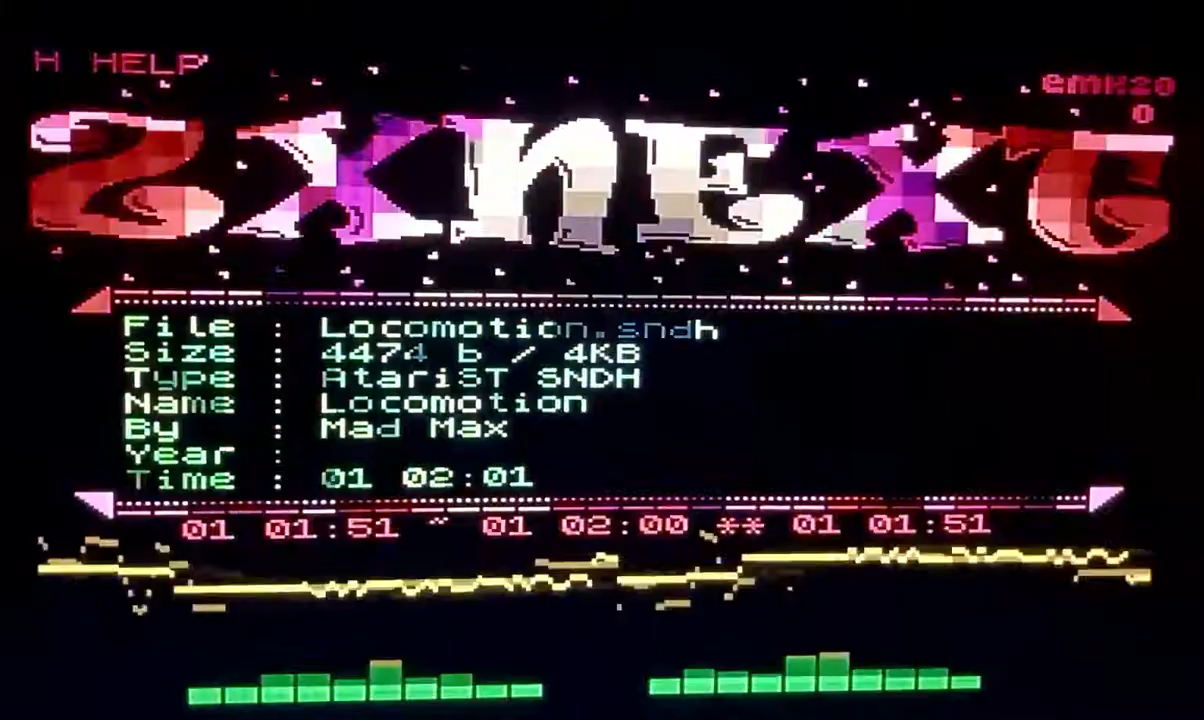 H HELP
emk20
0
ZXNEXT
File : Locomotion.sndh
Size : 4474 b / 4KB
Type : AtariST SNDH
Name : Locomotion
By : Mad Max
Year :
Time : 01 02:01
01 01:51 ~ 01 02:00 ** 01 01:51